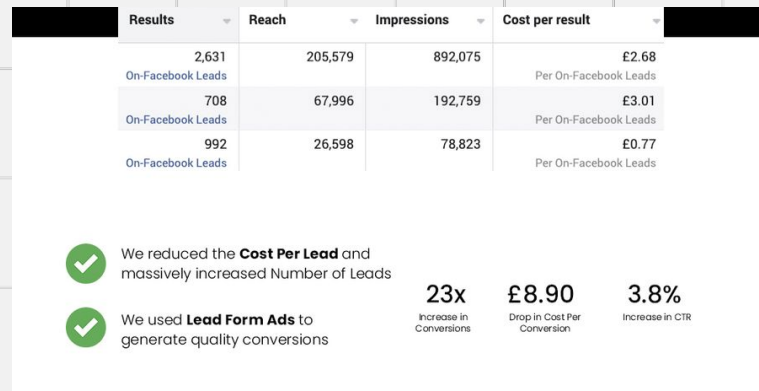 Results Reach Impressions Cost per result
2,631 205,579 892,075 £2.68
On-Facebook Leads Per On-Facebook Leads
708 67,996 192,759 £3.01
On-Facebook Leads Per On-Facebook Leads
992 26,598 78,823 £0.77
On-Facebook Leads Per On-Facebook Leads
We reduced the Cost Per Lead and
massively increased Number of Leads
We used Lead Form Ads to
generate quality conversions
23x £8.90 3.8%
Increase in Drop in Cost Per Increase in CTR
Conversions Conversion